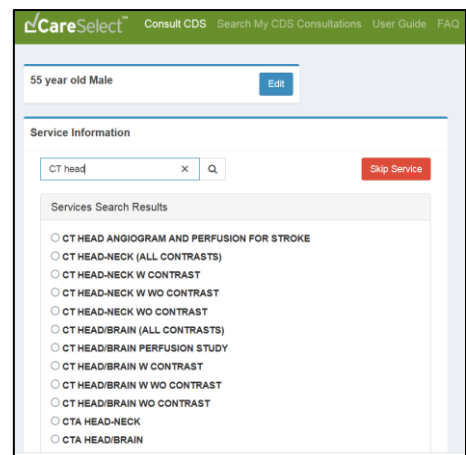 CareSelect™ Consult CDS Search My CDS Consultations User Guide FAQ
55 year old Male Edit
Service Information
CT head × Skip Service
Services Search Results
CT HEAD ANGIOGRAM AND PERFUSION FOR STROKE
CT HEAD-NECK (ALL CONTRASTS)
CT HEAD-NECK W CONTRAST
CT HEAD-NECK W WO CONTRAST
CT HEAD-NECK WO CONTRAST
CT HEAD/BRAIN (ALL CONTRASTS)
CT HEAD/BRAIN PERFUSION STUDY
CT HEAD/BRAIN W CONTRAST
CT HEAD/BRAIN W WO CONTRAST
CT HEAD/BRAIN WO CONTRAST
CTA HEAD-NECK
CTA HEAD/BRAIN